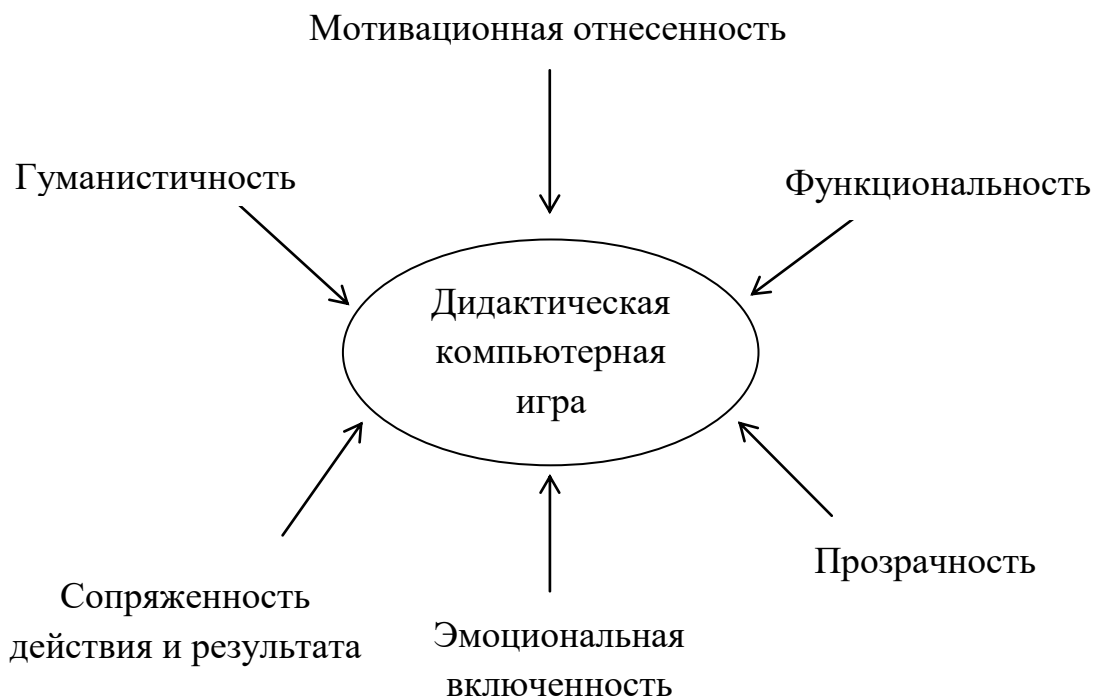 Мотивационная отнесенность
Гуманистичность
Функциональность
Дидактическая
компьютерная
игра
Прозрачность
Сопряженность
действия и результата
Эмоциональная
включенность